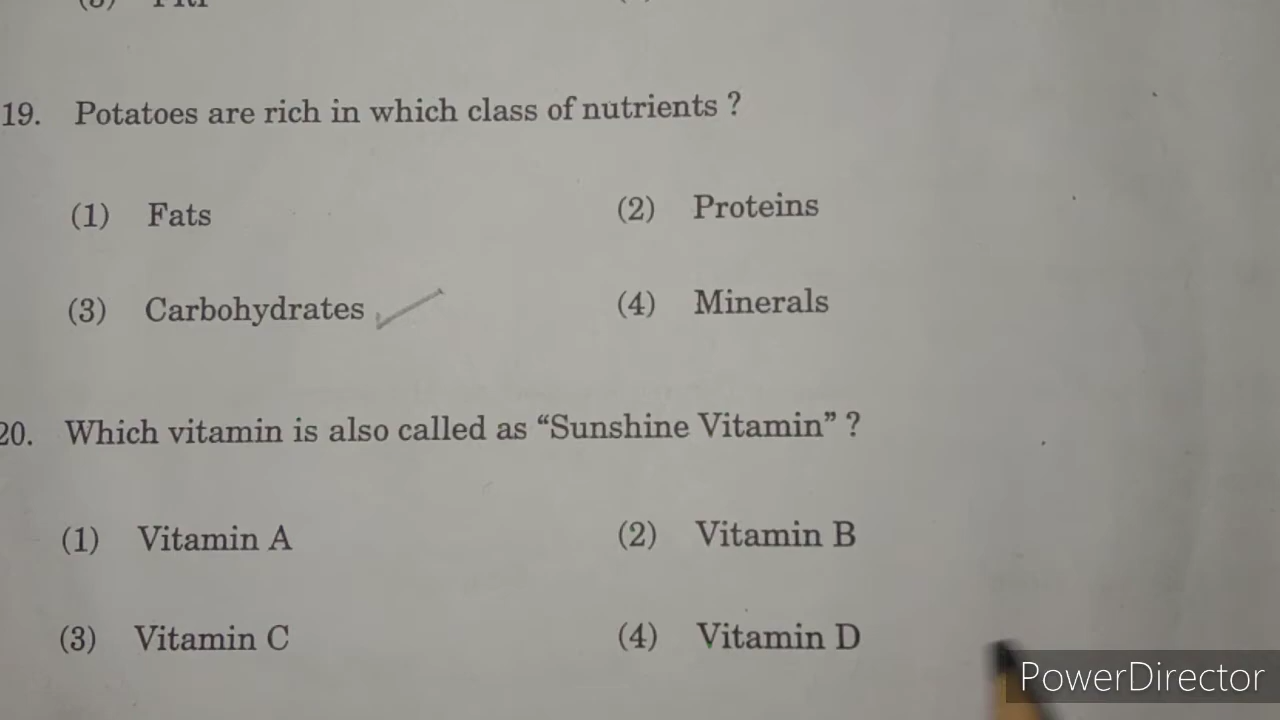 19. Potatoes are rich in which class of nutrients ?
(1) Fats (2) Proteins
(3) Carbohydrates (4) Minerals
20. Which vitamin is also called as “Sunshine Vitamin” ?
(1) Vitamin A (2) Vitamin B
(3) Vitamin C (4) Vitamin D
PowerDirector